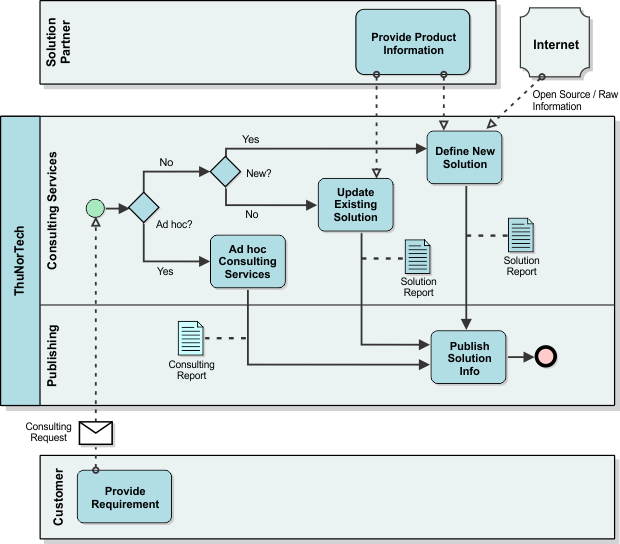 Solution
Partner
Provide Product
Information
Internet
Open Source / Raw
Information
ThuNorTech
Consulting Services
Yes
No
New?
Define New
Solution
No
Ad hoc?
Update
Existing
Solution
Yes
Ad hoc
Consulting
Services
Solution
Report
Solution
Report
Publishing
Consulting
Report
Publish
Solution
Info
Consulting
Request
Customer
Provide
Requirement